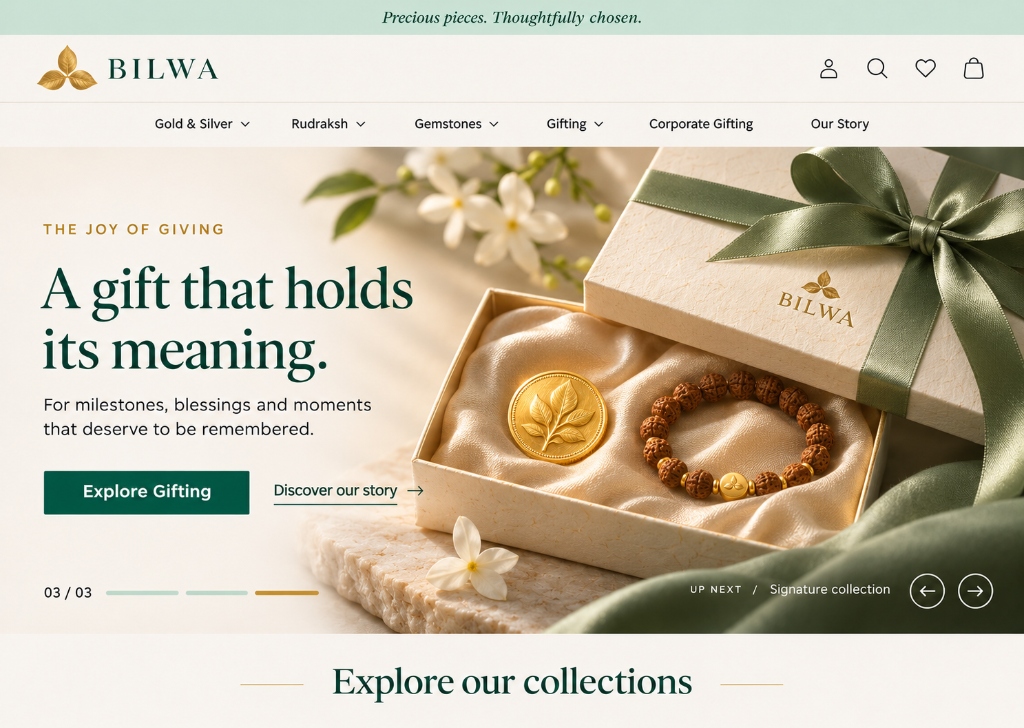 Precious pieces. Thoughtfully chosen.
BILWA
Gold & Silver
Rudraksh
Gemstones
Gifting
Corporate Gifting
Our Story
THE JOY OF GIVING
A gift that holds
its meaning.
For milestones, blessings and moments
that deserve to be remembered.
Explore Gifting
Discover our story
BILWA
03 / 03
UP NEXT / Signature collection
Explore our collections